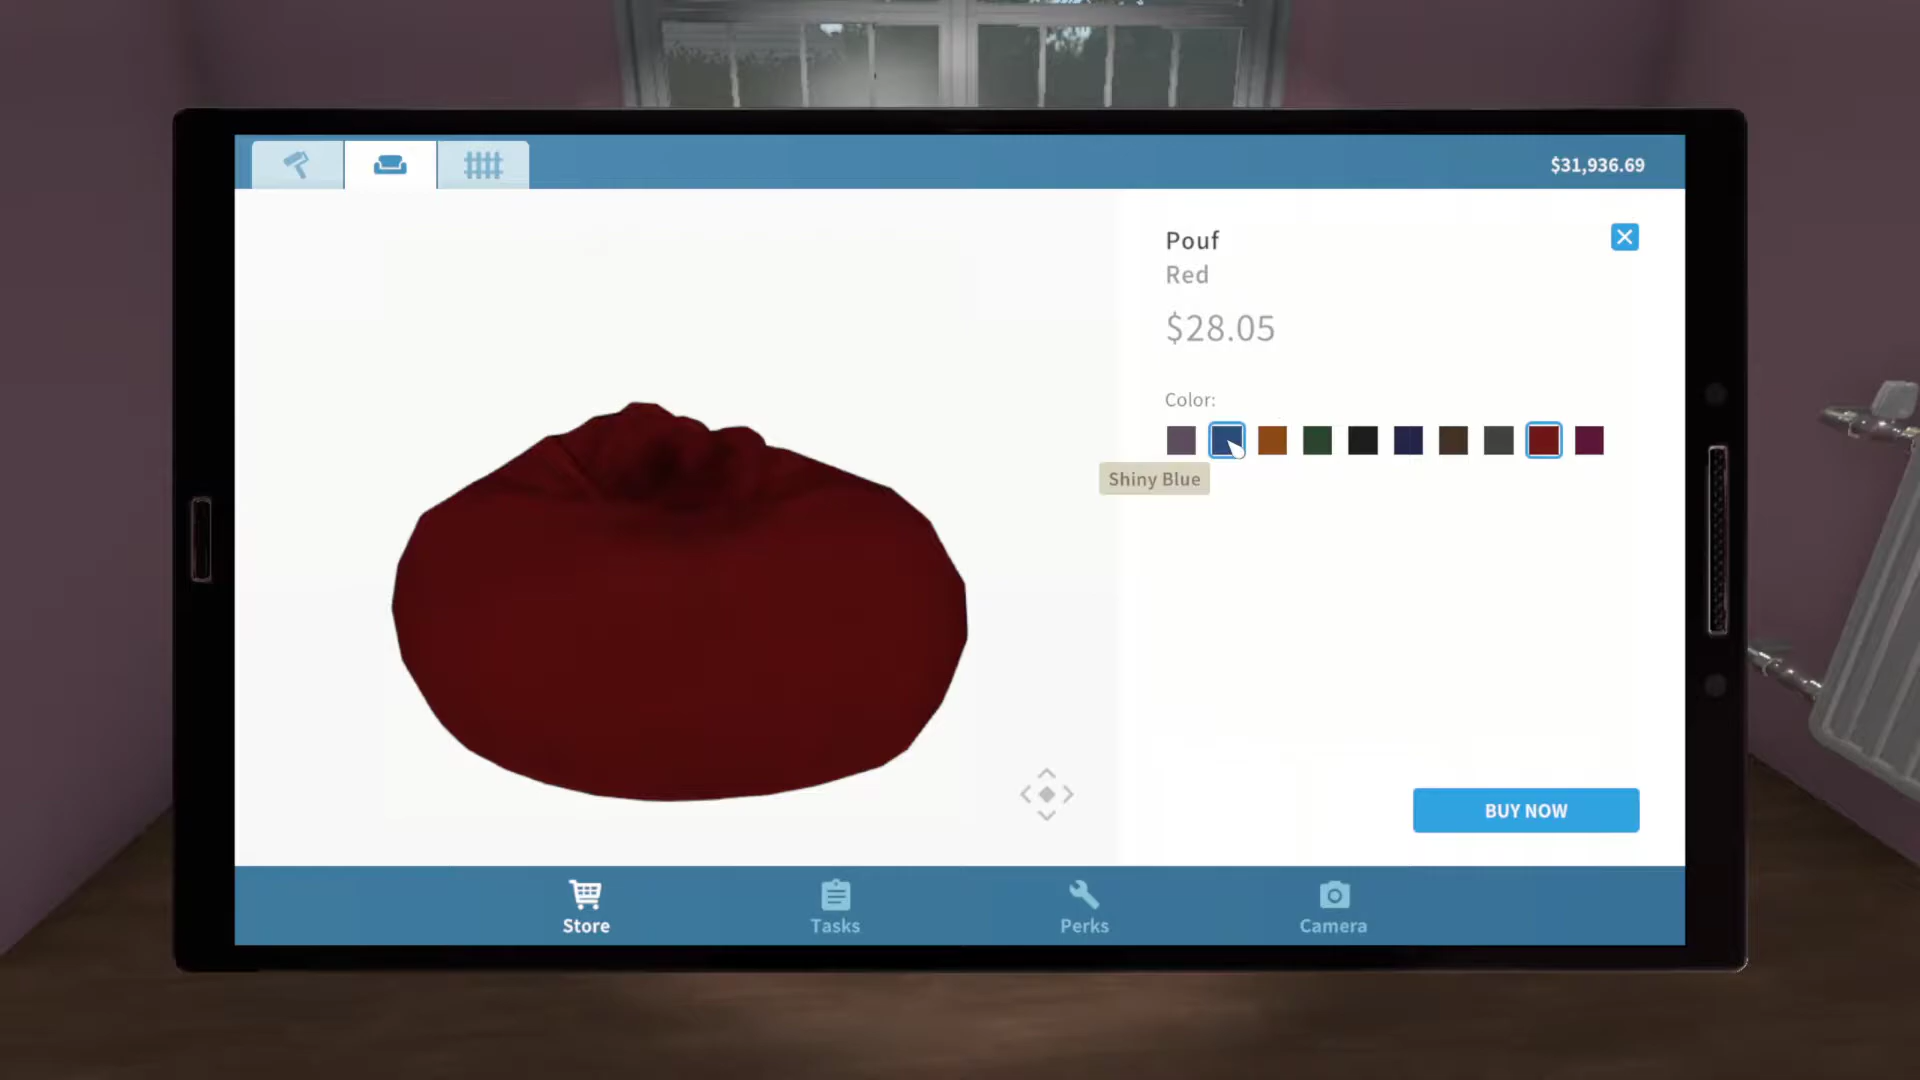 $31,936.69
Pouf
Red
$28.05
Color:
Shiny Blue
BUY NOW
Store
Tasks
Perks
Camera